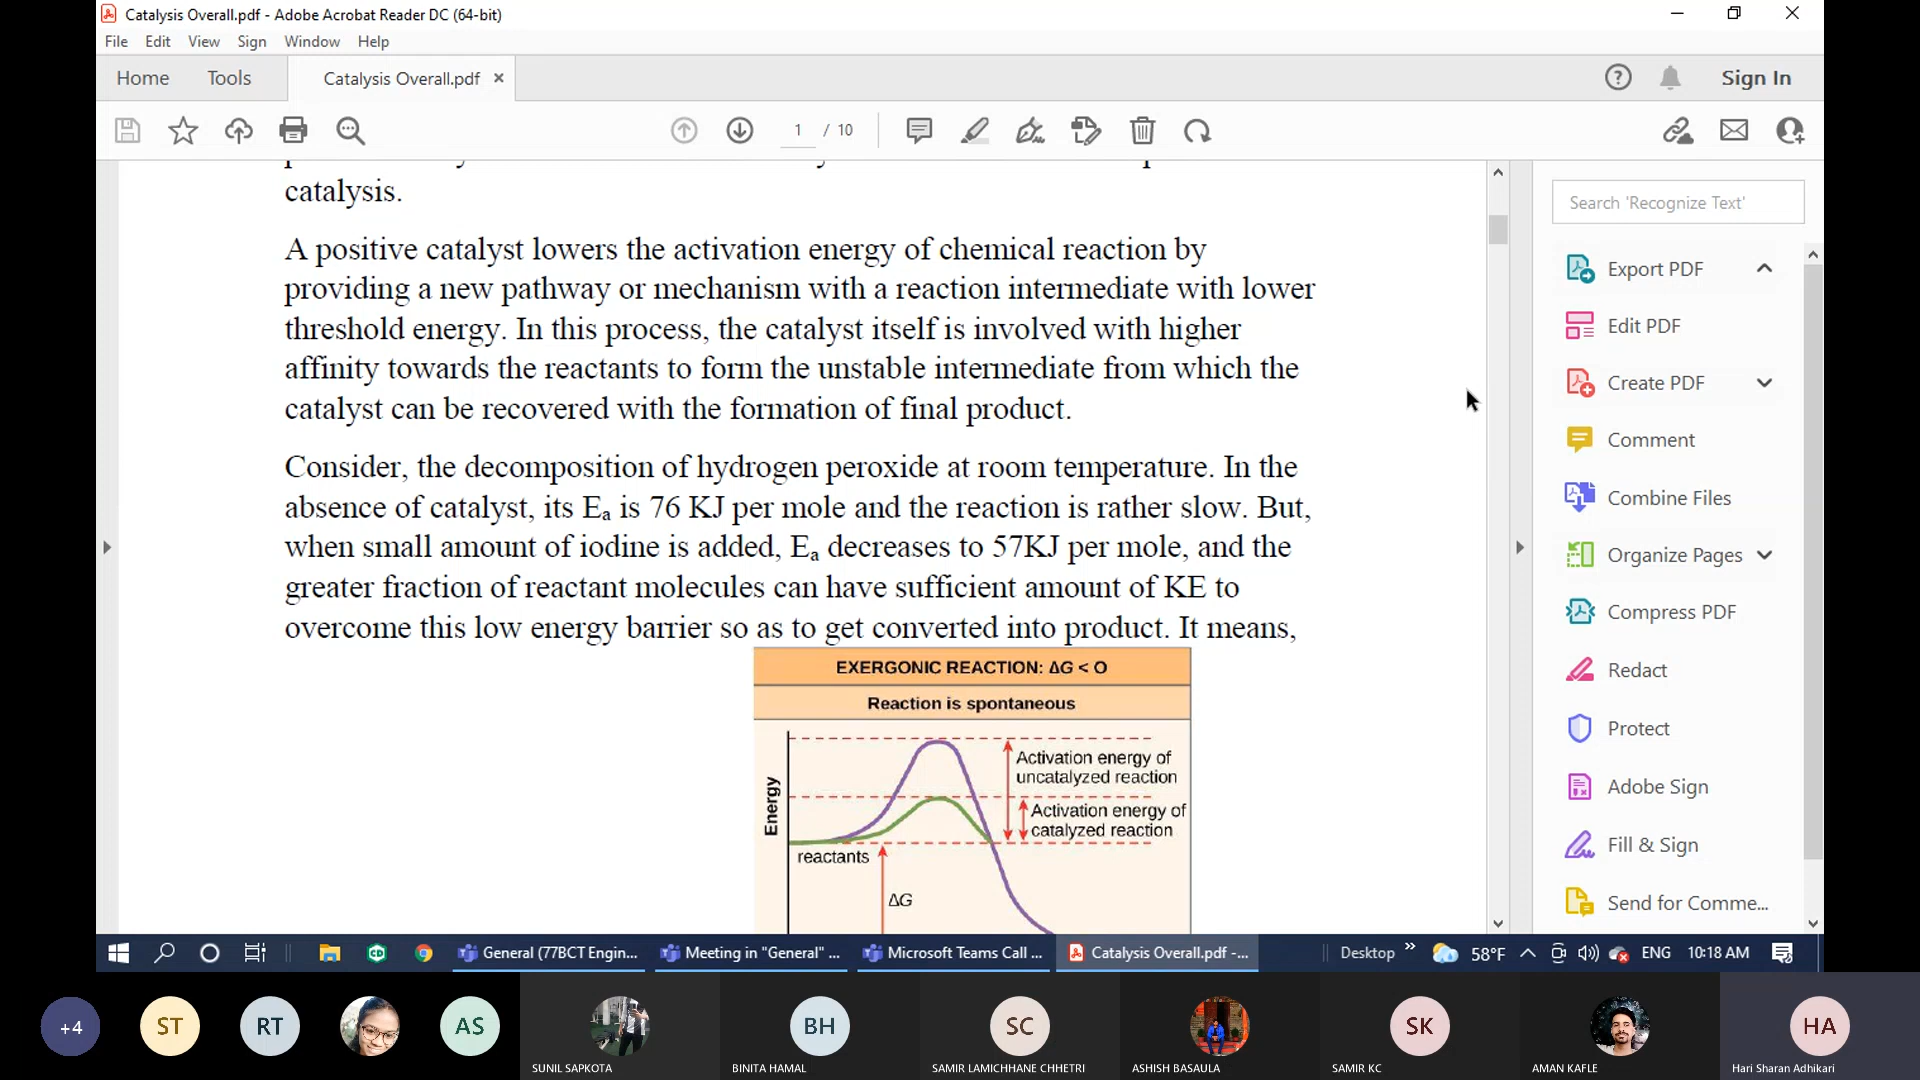 Catalysis Overall.pdf - Adobe Acrobat Reader DC (64-bit)
File Edit View Sign Window Help
Home Tools Catalysis Overall.pdf × Sign In
1 / 10
catalysis.
A positive catalyst lowers the activation energy of chemical reaction by
providing a new pathway or mechanism with a reaction intermediate with lower
threshold energy. In this process, the catalyst itself is involved with higher
affinity towards the reactants to form the unstable intermediate from which the
catalyst can be recovered with the formation of final product.
Consider, the decomposition of hydrogen peroxide at room temperature. In the
absence of catalyst, its Eₐ is 76 KJ per mole and the reaction is rather slow. But,
when small amount of iodine is added, Eₐ decreases to 57KJ per mole, and the
greater fraction of reactant molecules can have sufficient amount of KE to
overcome this low energy barrier so as to get converted into product. It means,
EXERGONIC REACTION: ΔG < O
Reaction is spontaneous
Energy
Activation energy of
uncatalyzed reaction
Activation energy of
catalyzed reaction
reactants
ΔG
Search 'Recognize Text'
Export PDF
Edit PDF
Create PDF
Comment
Combine Files
Organize Pages
Compress PDF
Redact
Protect
Adobe Sign
Fill & Sign
Send for Comme...
General (77BCT Engin... Meeting in "General" ... Microsoft Teams Call ... Catalysis Overall.pdf -... Desktop » 58°F ENG 10:18 AM
+4 ST RT AS BH SC SK HA
SUNIL SAPKOTA BINITA HAMAL SAMIR LAMICHHANE CHHETRI ASHISH BASAULA SAMIR KC AMAN KAFLE Hari Sharan Adhikari